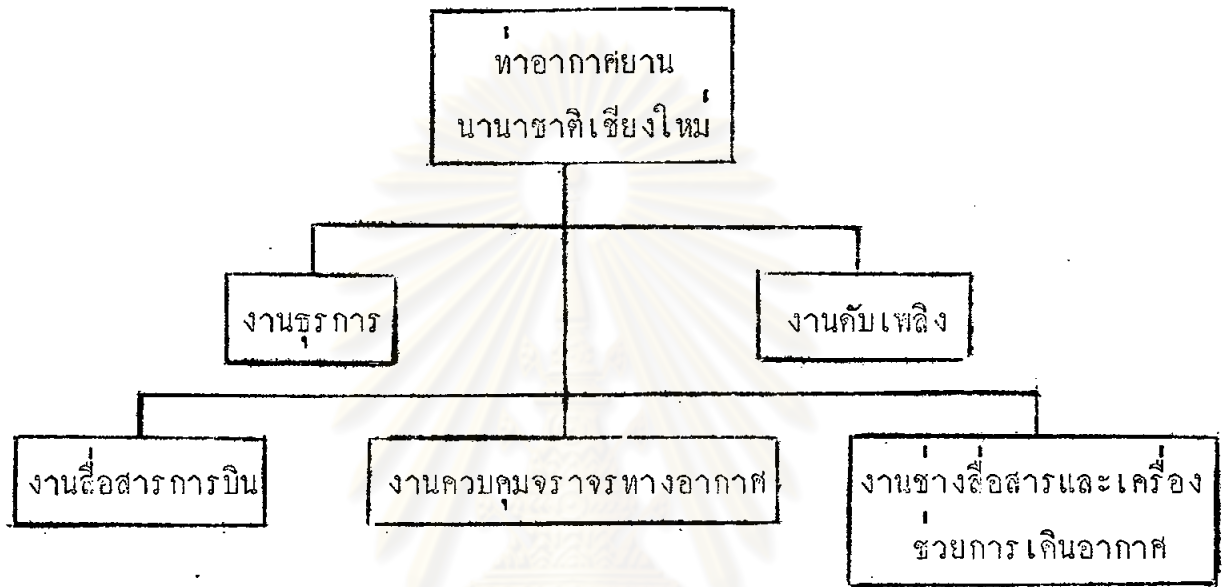 ท่าอากาศยาน
นานาชาติเชียงใหม่
งานธุรการ
งานดับเพลิง
งานสื่อสารการบิน
งานควบคุมจราจรทางอากาศ
งานช่างสื่อสารและเครื่อง
ช่วยการเดินอากาศ